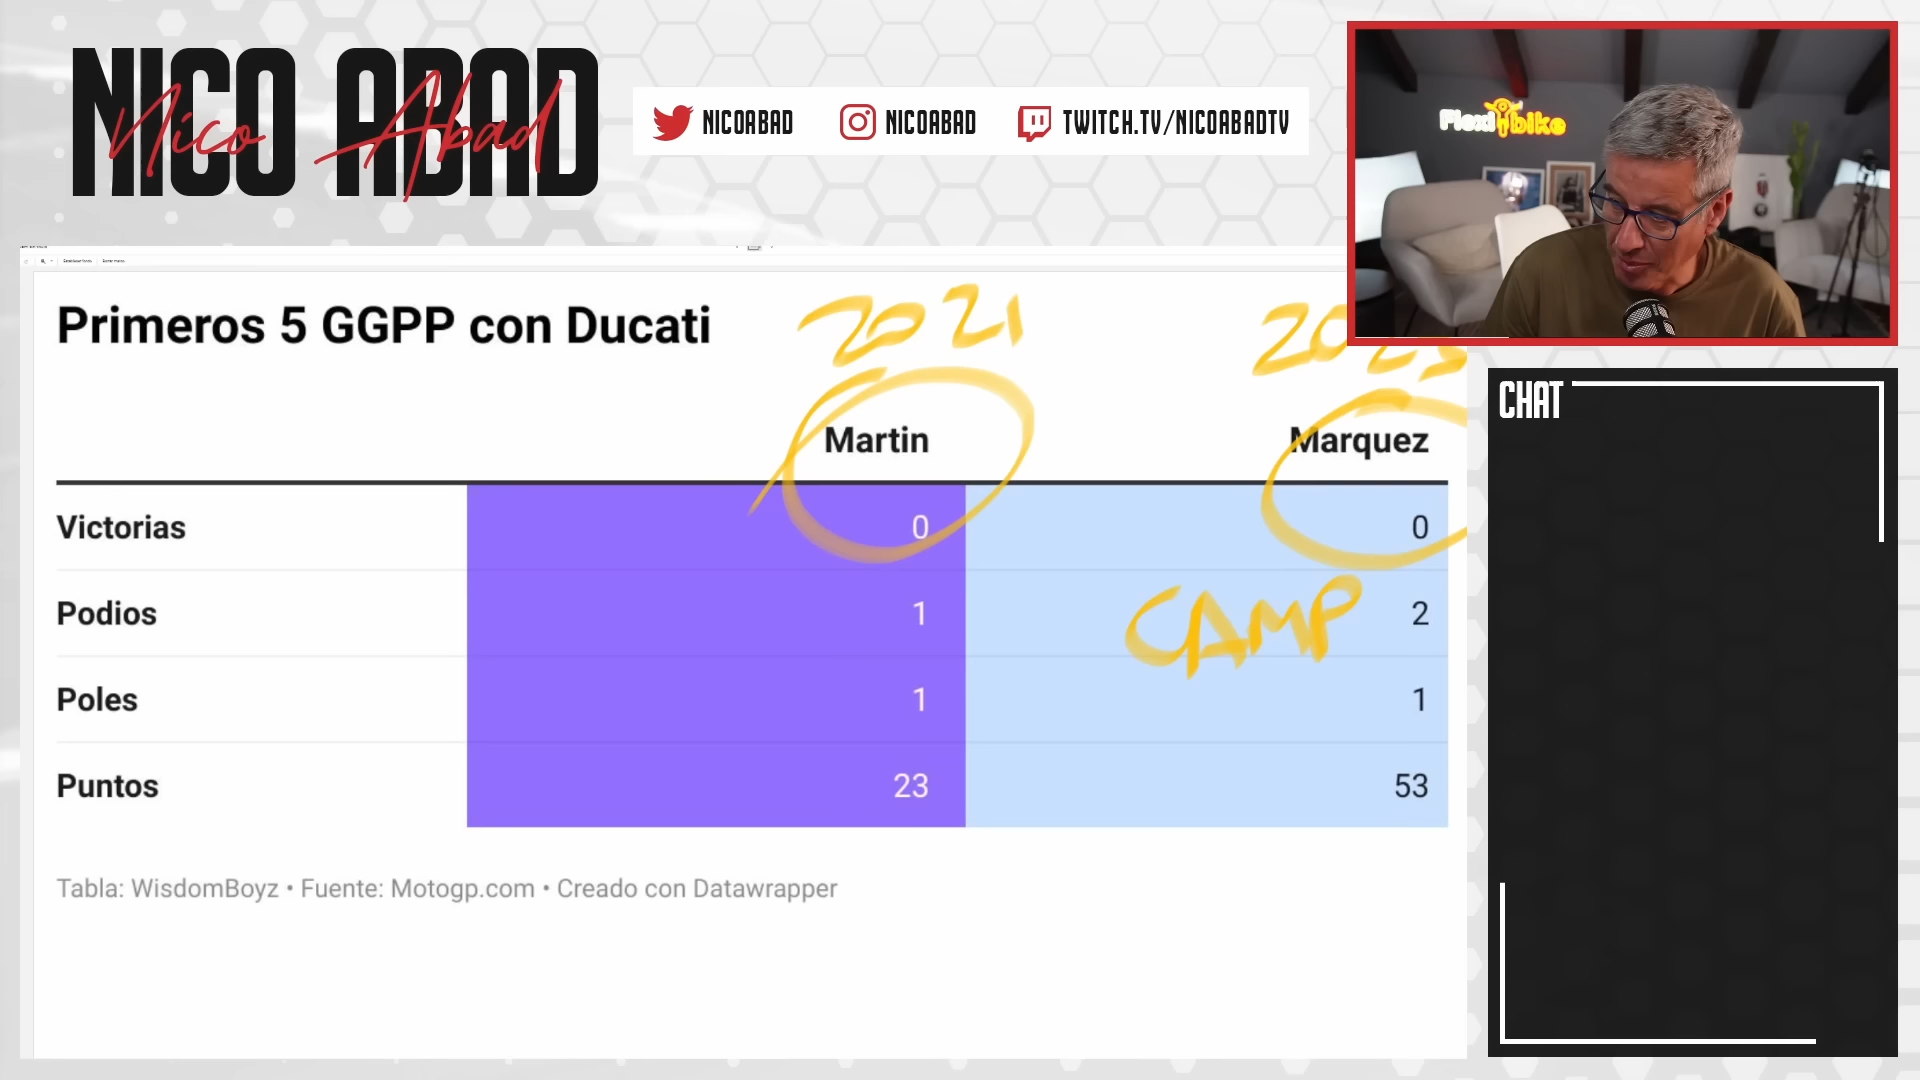 NICO ABAD
Nico Abad
NICOABAD
NICOABAD
TWITCH.TV/NICOABADTV
Flexi bike
Primeros 5 GGPP con Ducati
2021
Martin
Marquez
Victorias 0 0
Podios 1 2
CAMP
Poles 1 1
Puntos 23 53
Tabla: WisdomBoyz • Fuente: Motogp.com • Creado con Datawrapper
CHAT